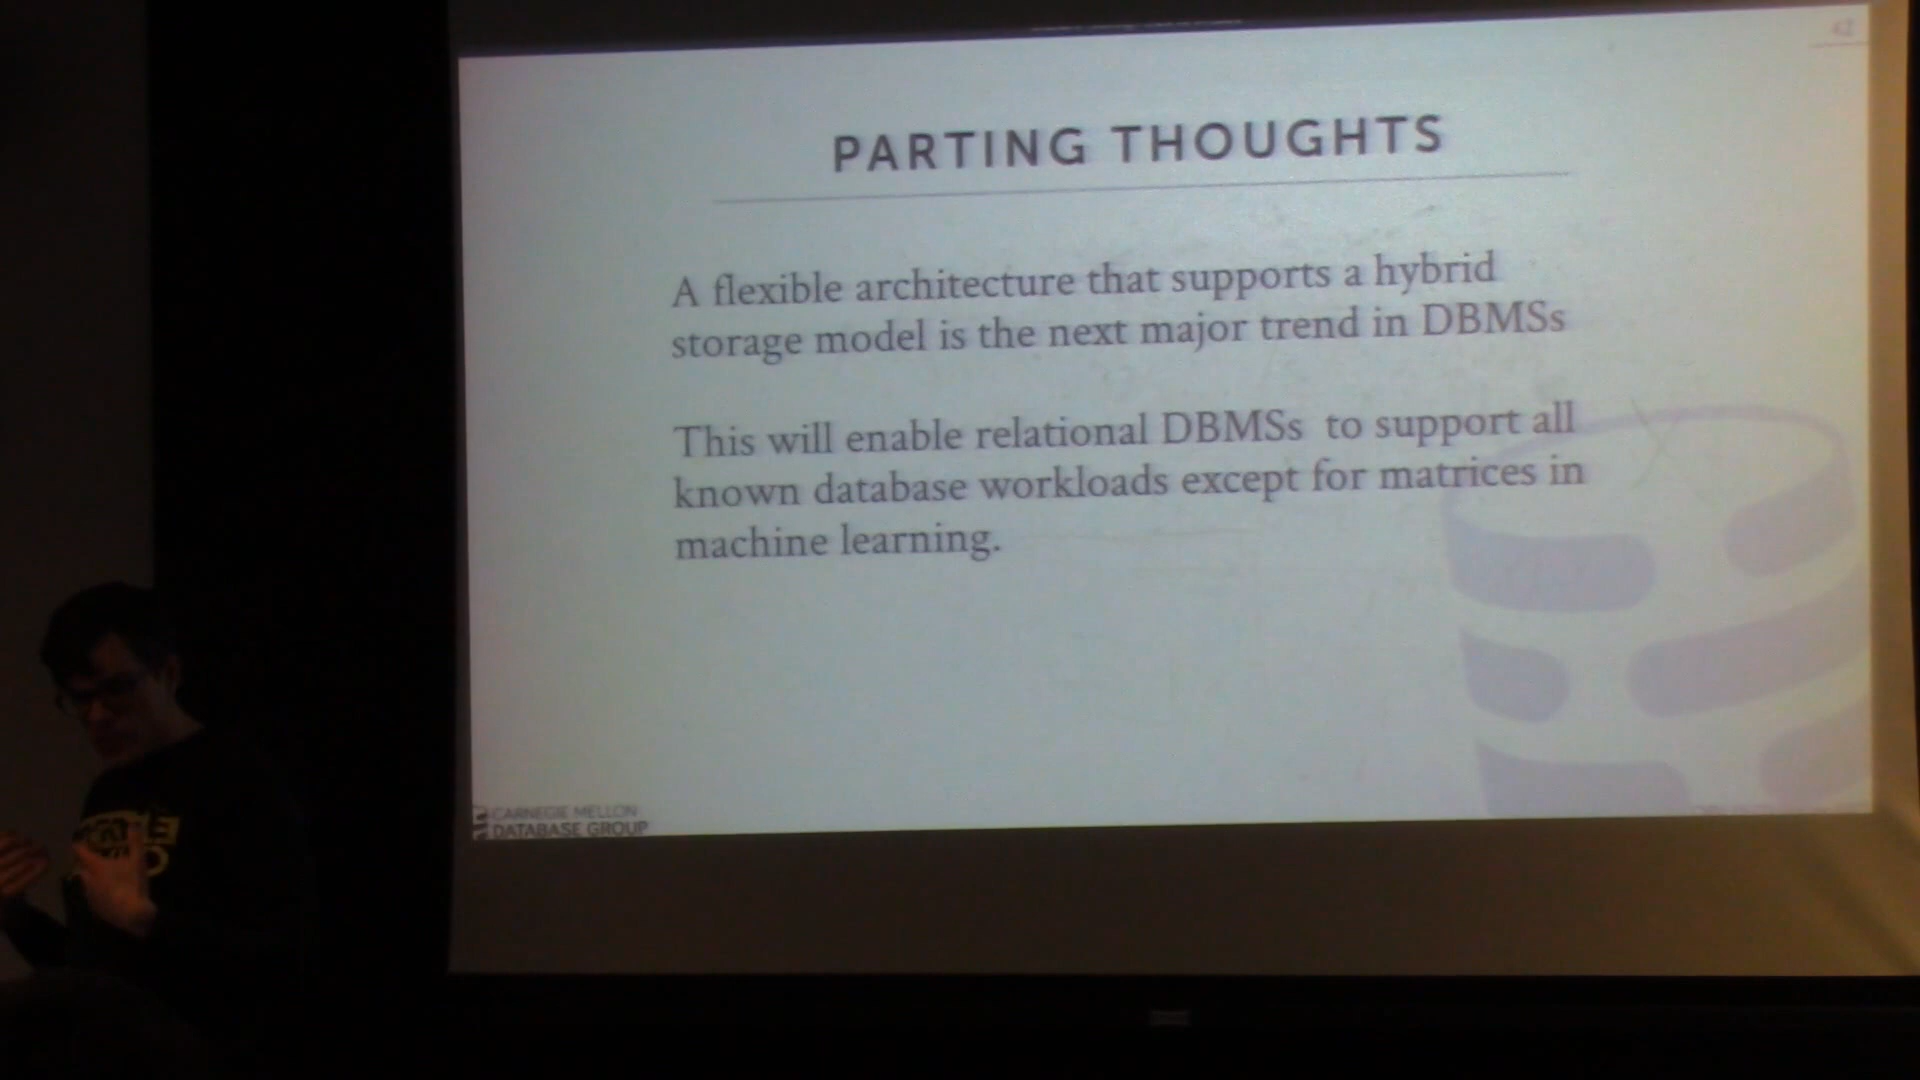 42
PARTING THOUGHTS
A flexible architecture that supports a hybrid
storage model is the next major trend in DBMSs
This will enable relational DBMSs to support all
known database workloads except for matrices in
machine learning.
CARNEGIE MELLON
DATABASE GROUP